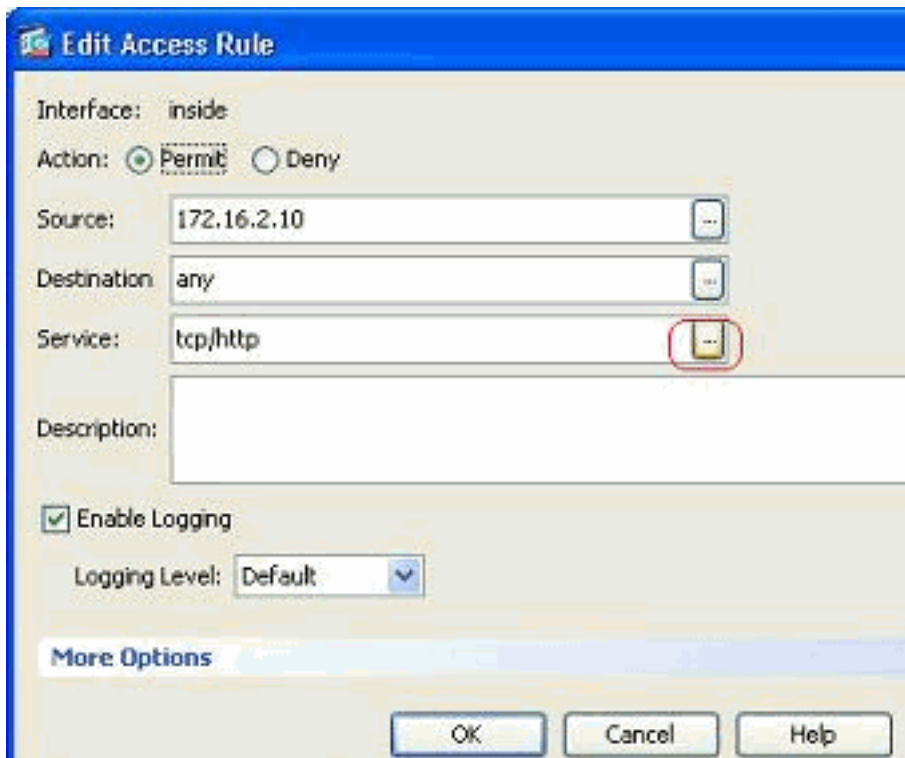 Edit Access Rule
Interface: inside
Action: Permit Deny
Source: 172.16.2.10 ...
Destination any ...
Service: tcp/http ...
Description:
Enable Logging
Logging Level: Default
More Options
OK Cancel Help